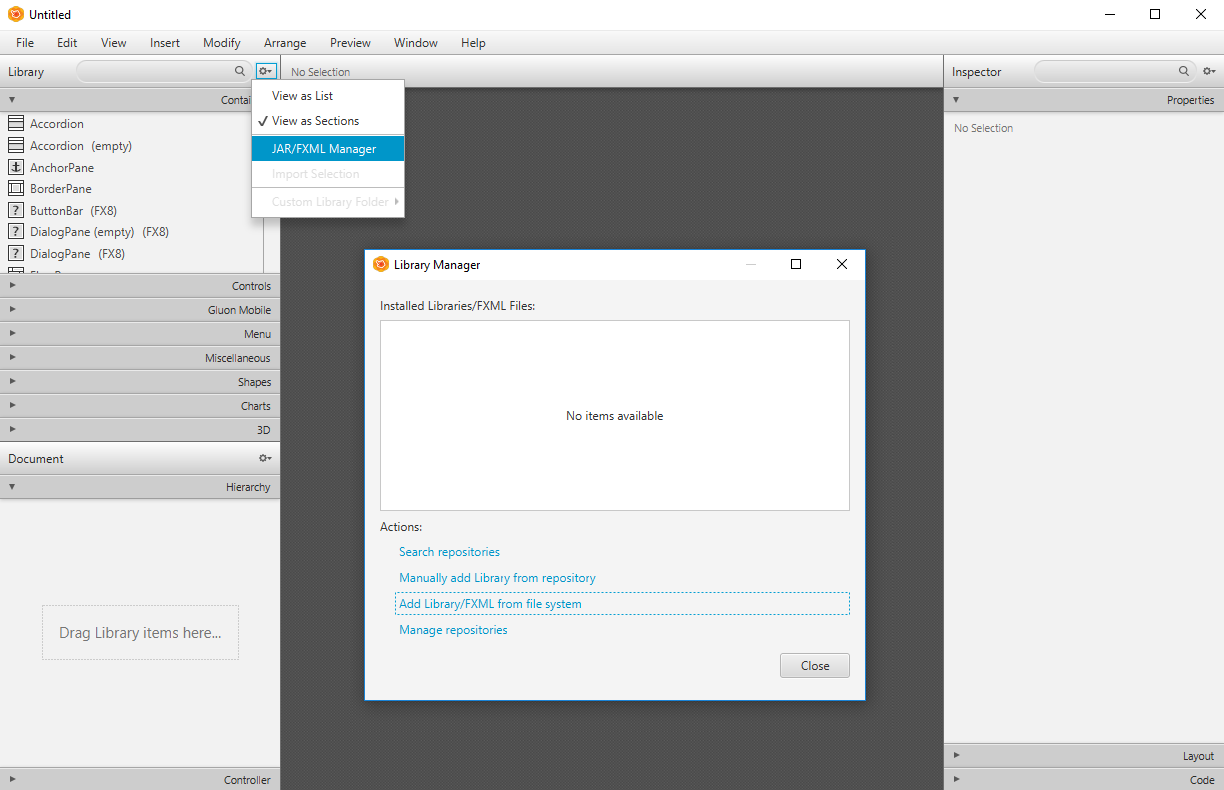 Untitled
File Edit View Insert Modify Arrange Preview Window Help
Library
No Selection
Inspector
View as List
✓ View as Sections
JAR/FXML Manager
Import Selection
Custom Library Folder
Properties
No Selection
Accordion
Accordion (empty)
AnchorPane
BorderPane
? ButtonBar (FX8)
? DialogPane (empty) (FX8)
? DialogPane (FX8)
Controls
Gluon Mobile
Menu
Miscellaneous
Shapes
Charts
3D
Document
Hierarchy
Drag Library items here...
Controller
Library Manager
Installed Libraries/FXML Files:
No items available
Actions:
Search repositories
Manually add Library from repository
Add Library/FXML from file system
Manage repositories
Close
Layout
Code